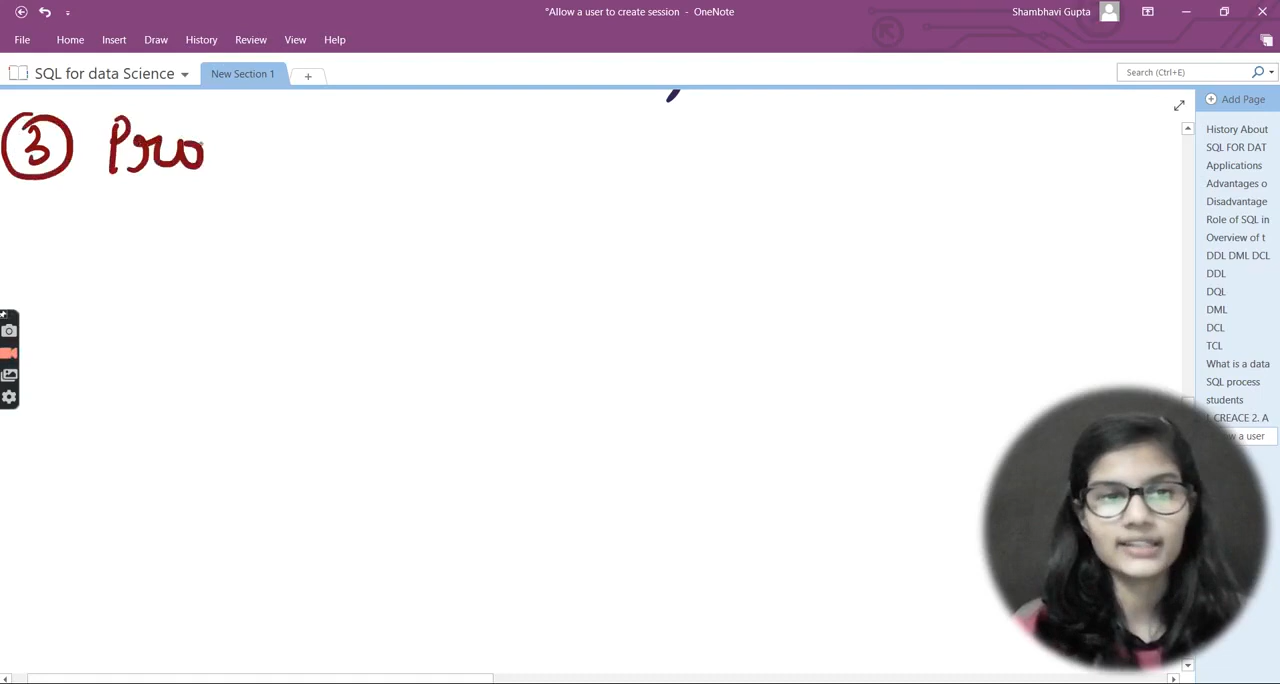 *Allow a user to create session - OneNote
Shambhavi Gupta
File Home Insert Draw History Review View Help
SQL for data Science
New Section 1
+
Search (Ctrl+E)
Add Page
③ Pro
History About
SQL FOR DAT
Applications
Advantages o
Disadvantage
Role of SQL in
Overview of t
DDL DML DCL
DDL
DQL
DML
DCL
TCL
What is a data
SQL process
students
CREACE 2. A
a user